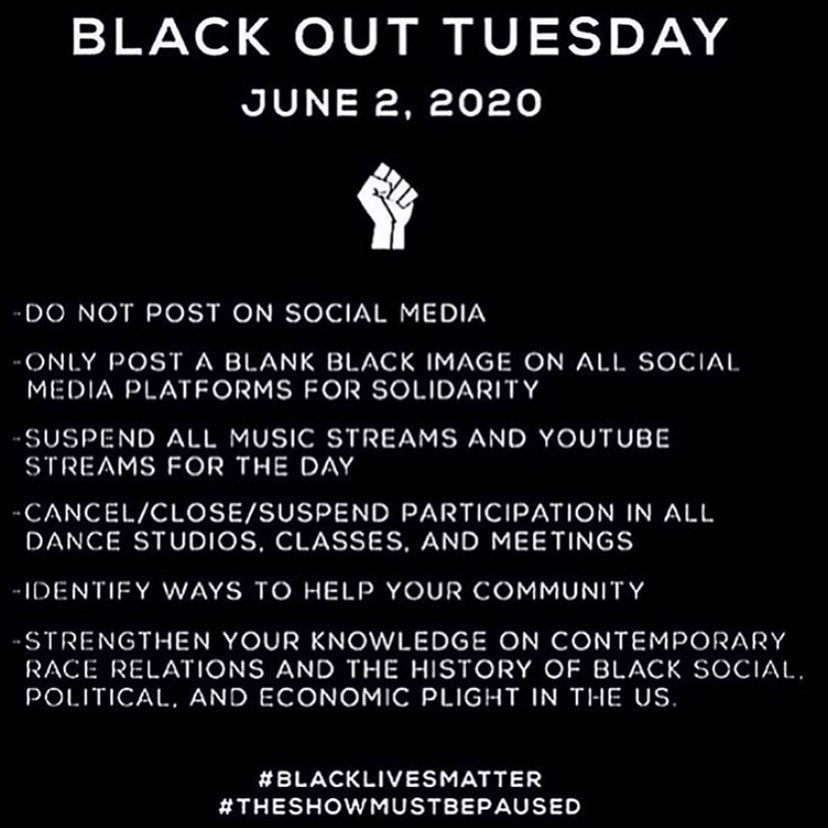 BLACK OUT TUESDAY
JUNE 2, 2020
-DO NOT POST ON SOCIAL MEDIA
-ONLY POST A BLANK BLACK IMAGE ON ALL SOCIAL
MEDIA PLATFORMS FOR SOLIDARITY
-SUSPEND ALL MUSIC STREAMS AND YOUTUBE
STREAMS FOR THE DAY
-CANCEL/CLOSE/SUSPEND PARTICIPATION IN ALL
DANCE STUDIOS, CLASSES, AND MEETINGS
-IDENTIFY WAYS TO HELP YOUR COMMUNITY
-STRENGTHEN YOUR KNOWLEDGE ON CONTEMPORARY
RACE RELATIONS AND THE HISTORY OF BLACK SOCIAL,
POLITICAL, AND ECONOMIC PLIGHT IN THE US.
#BLACKLIVESMATTER
#THESHOWMUSTBEPAUSED